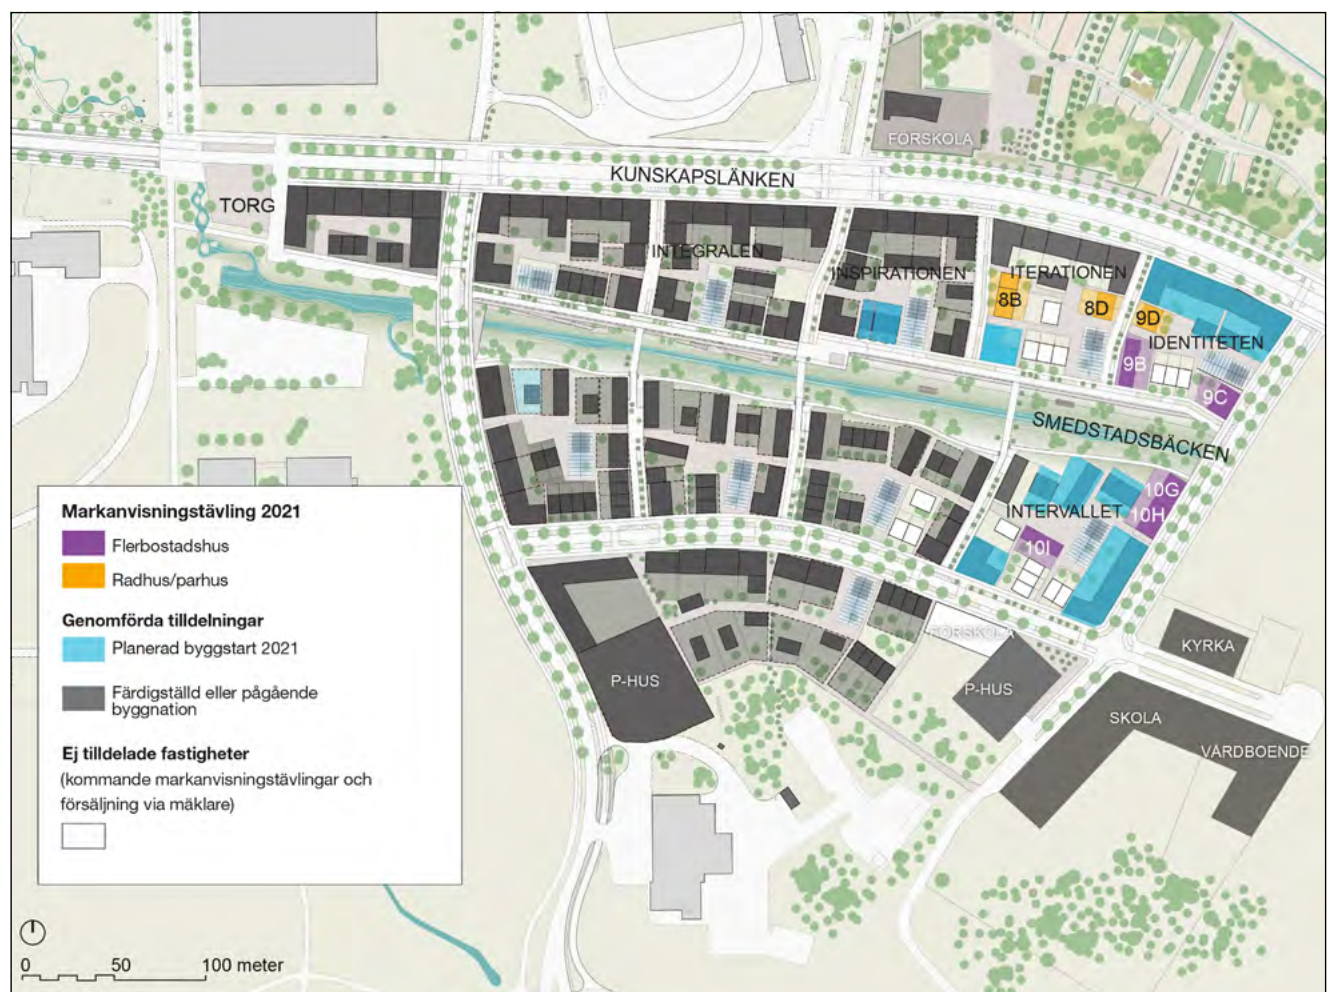 FÖRSKOLA
KUNSKAPSLÄNKEN
TORG
INTEGRALEN
INSPIRATIONEN
ITERATIONEN
8B
8D
9D
IDENTITETEN
9B
9C
SMEDSTADSBÄCKEN
10G
INTERVALLET
10H
10I
FÖRSKOLA
KYRKA
P-HUS
P-HUS
SKOLA
VÅRDBOENDE
Markanvisningstävling 2021
Flerbostadshus
Radhus/parhus
Genomförda tilldelningar
Planerad byggstart 2021
Färdigställd eller pågående
byggnation
Ej tilldelade fastigheter
(kommande markanvisningstävlingar och
försäljning via mäklare)
0 50 100 meter